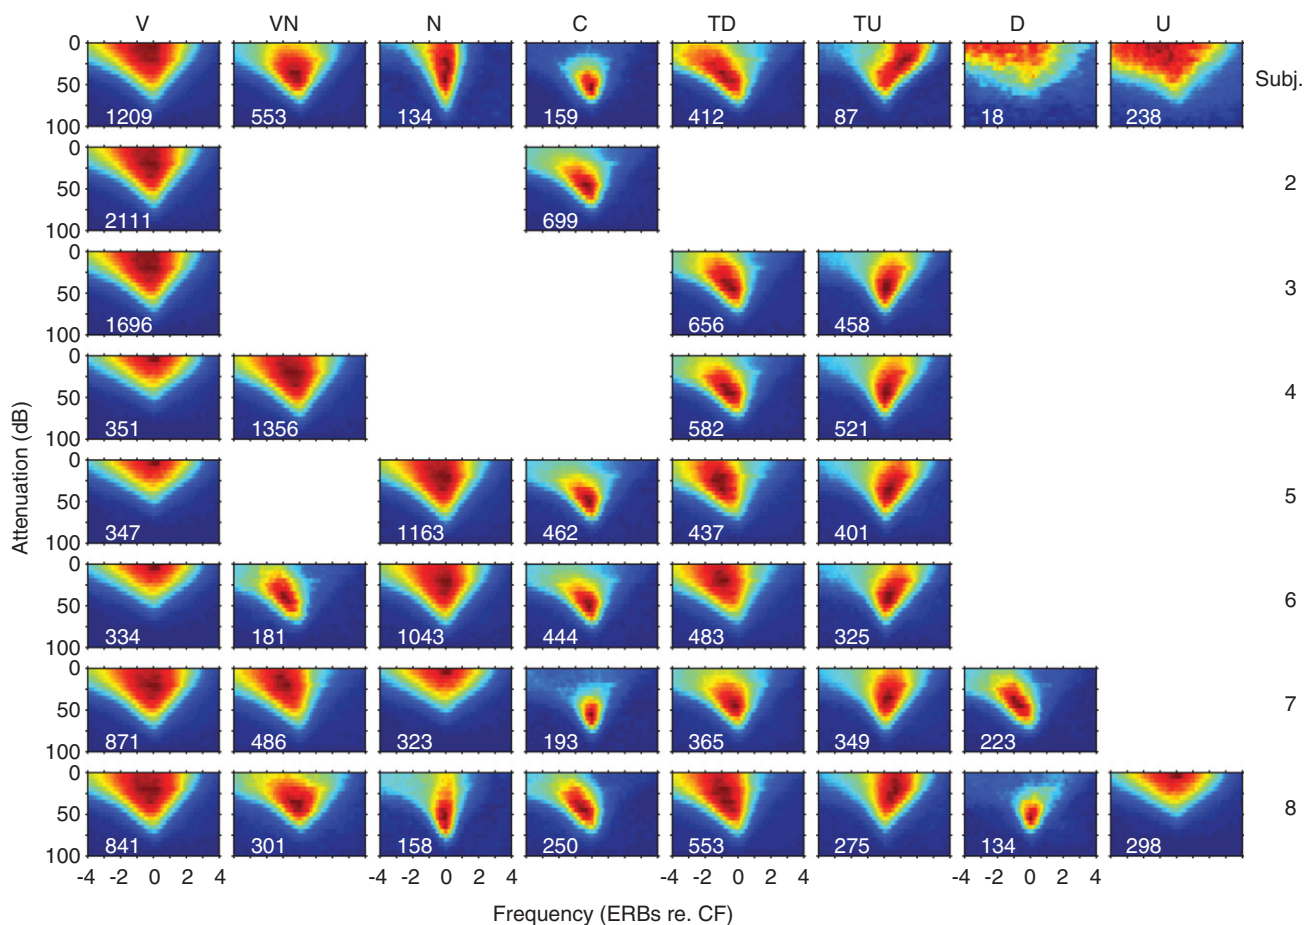 V VN N C TD TU D U
0
50
100
1209 553 134 159 412 87 18 238
Subj.
0
50
100
2111 699
2
0
50
100
1696 656 458
3
0
50
100
351 1356 582 521
4
0
50
100
347 1163 462 437 401
5
0
50
100
334 181 1043 444 483 325
6
0
50
100
871 486 323 193 365 349 223
7
0
50
100
841 301 158 250 553 275 134 298
8
-4 -2 0 2 4 -4 -2 0 2 4 -4 -2 0 2 4 -4 -2 0 2 4
Attenuation (dB)
Frequency (ERBs re. CF)